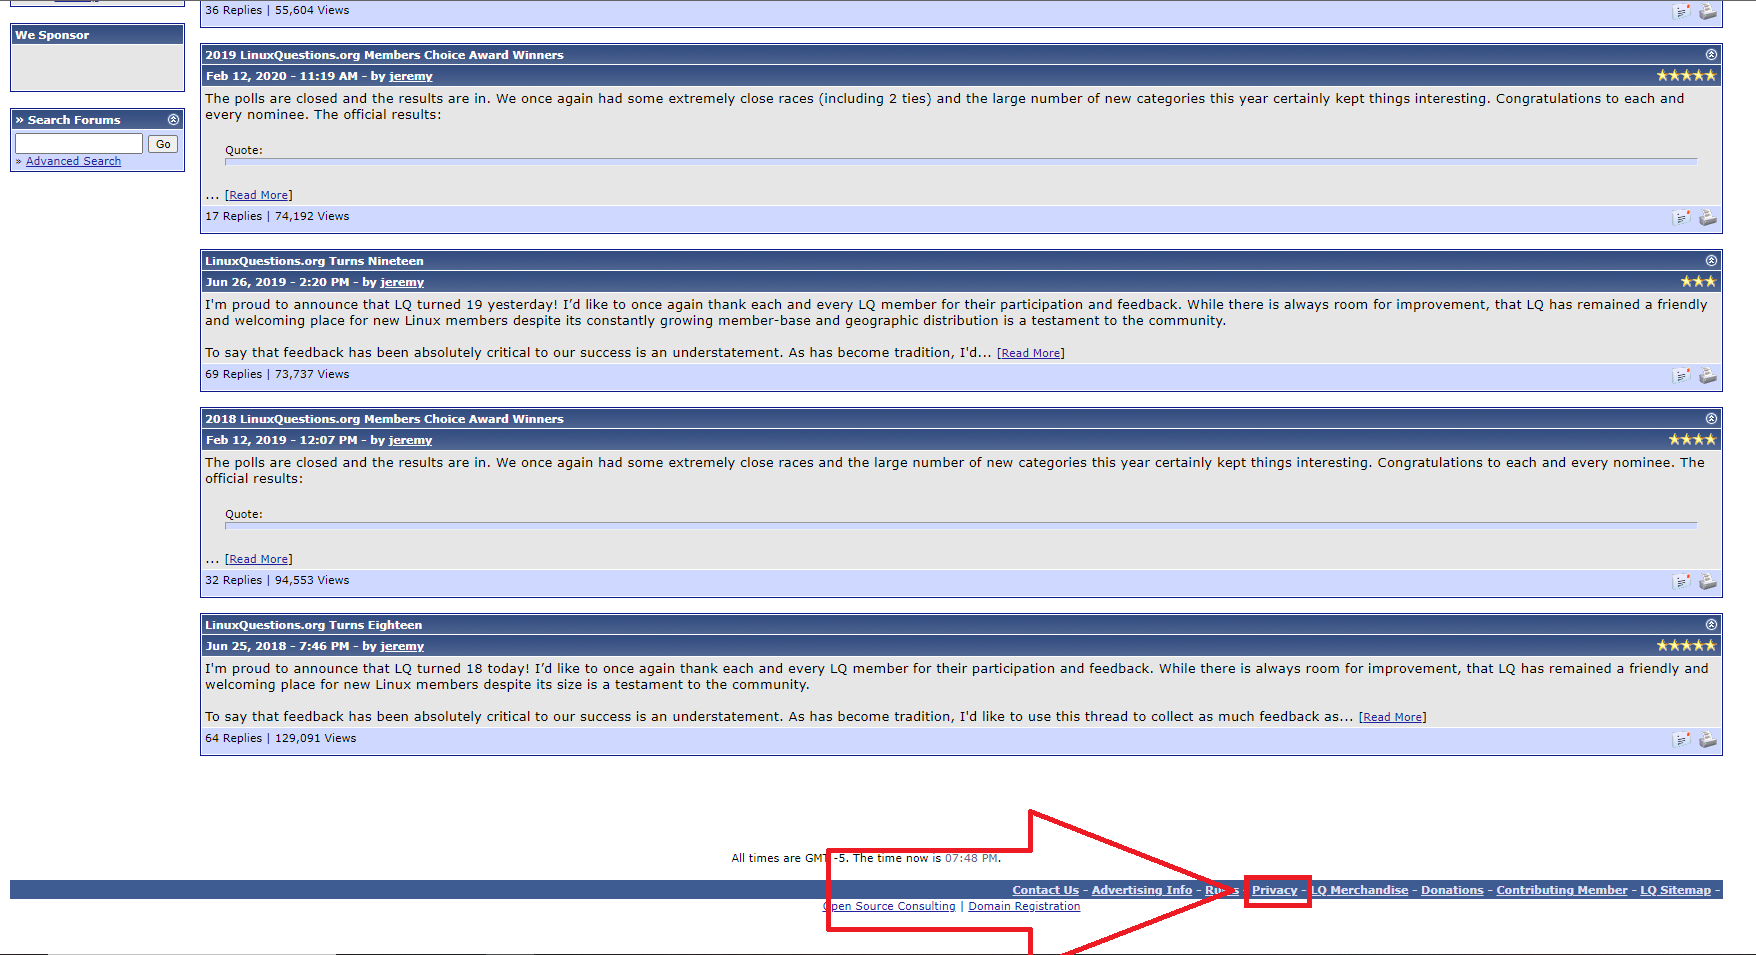 36 Replies | 55,604 Views
We Sponsor
» Search Forums
Go
» Advanced Search
2019 LinuxQuestions.org Members Choice Award Winners
Feb 12, 2020 - 11:19 AM - by jeremy
The polls are closed and the results are in. We once again had some extremely close races (including 2 ties) and the large number of new categories this year certainly kept things interesting. Congratulations to each and
every nominee. The official results:
Quote:
... [Read More]
17 Replies | 74,192 Views
LinuxQuestions.org Turns Nineteen
Jun 26, 2019 - 2:20 PM - by jeremy
I'm proud to announce that LQ turned 19 yesterday! I’d like to once again thank each and every LQ member for their participation and feedback. While there is always room for improvement, that LQ has remained a friendly
and welcoming place for new Linux members despite its constantly growing member-base and geographic distribution is a testament to the community.
To say that feedback has been absolutely critical to our success is an understatement. As has become tradition, I'd... [Read More]
69 Replies | 73,737 Views
2018 LinuxQuestions.org Members Choice Award Winners
Feb 12, 2019 - 12:07 PM - by jeremy
The polls are closed and the results are in. We once again had some extremely close races and the large number of new categories this year certainly kept things interesting. Congratulations to each and every nominee. The
official results:
Quote:
... [Read More]
32 Replies | 94,553 Views
LinuxQuestions.org Turns Eighteen
Jun 25, 2018 - 7:46 PM - by jeremy
I'm proud to announce that LQ turned 18 today! I’d like to once again thank each and every LQ member for their participation and feedback. While there is always room for improvement, that LQ has remained a friendly and
welcoming place for new Linux members despite its size is a testament to the community.
To say that feedback has been absolutely critical to our success is an understatement. As has become tradition, I'd like to use this thread to collect as much feedback as... [Read More]
64 Replies | 129,091 Views
All times are GMT -5. The time now is 07:48 PM.
Contact Us - Advertising Info - Rules - Privacy - LQ Merchandise - Donations - Contributing Member - LQ Sitemap -
Open Source Consulting | Domain Registration